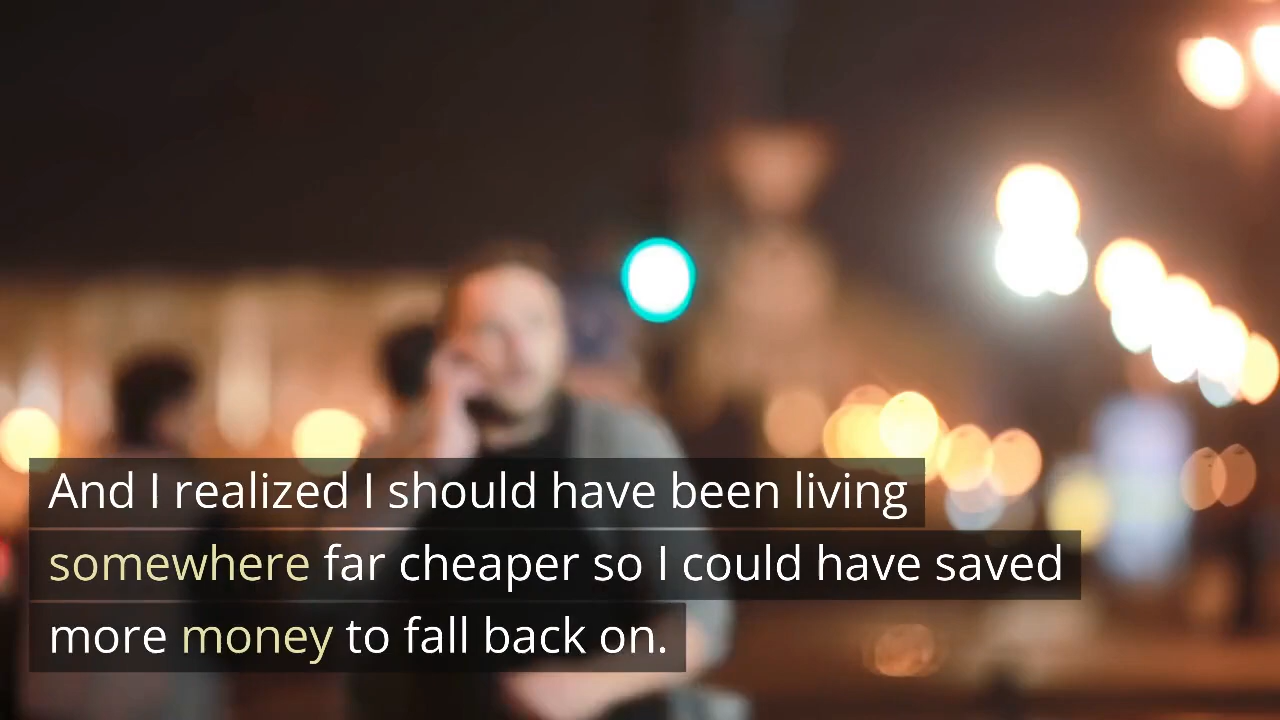 And I realized I should have been living
somewhere far cheaper so I could have saved
more money to fall back on.